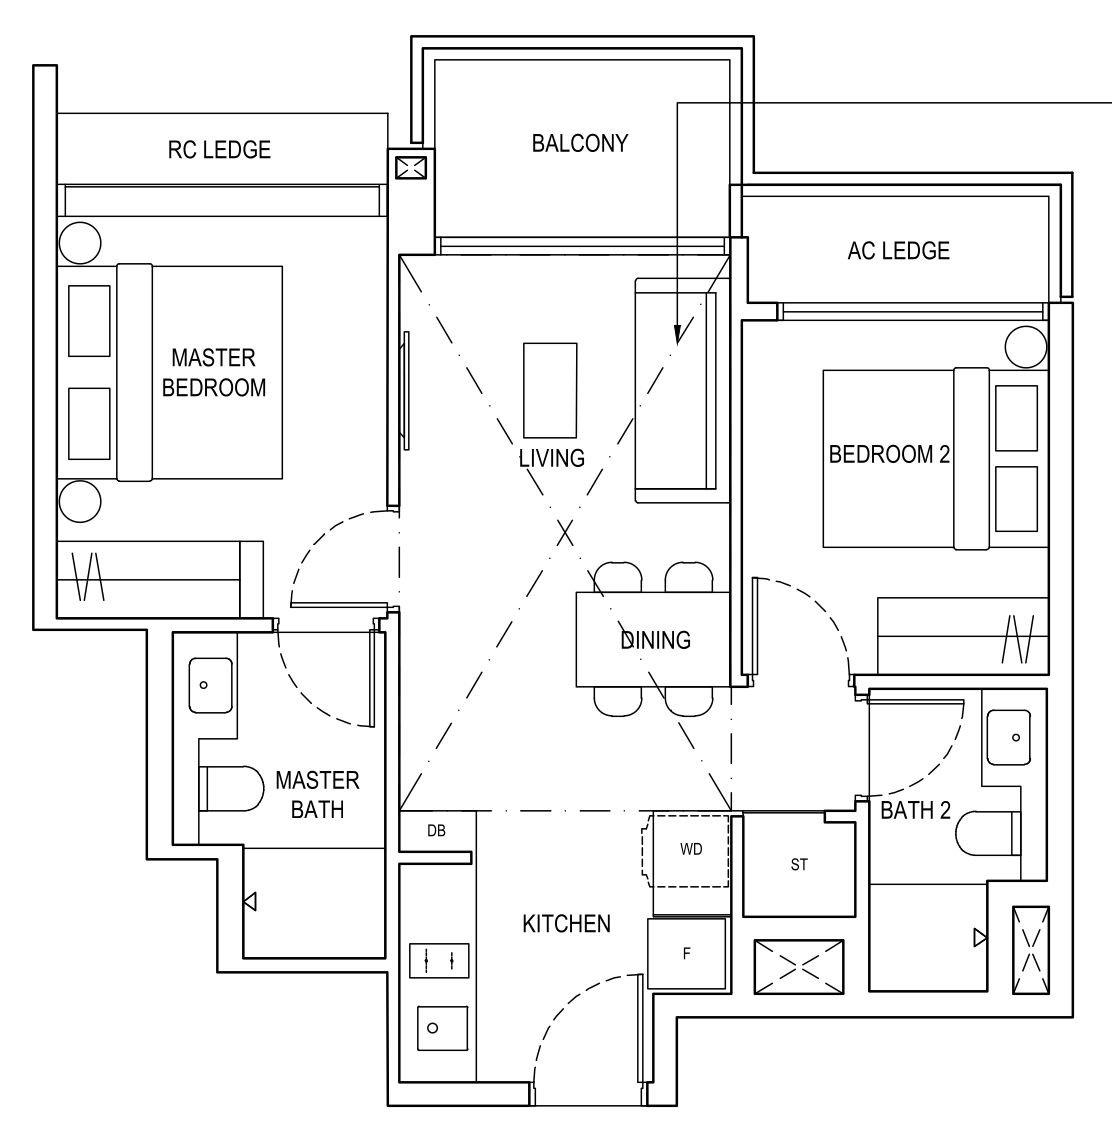 BALCONY
RC LEDGE
AC LEDGE
MASTER
BEDROOM
LIVING
BEDROOM 2
DINING
MASTER
BATH
BATH 2
DB
WD
ST
KITCHEN
F